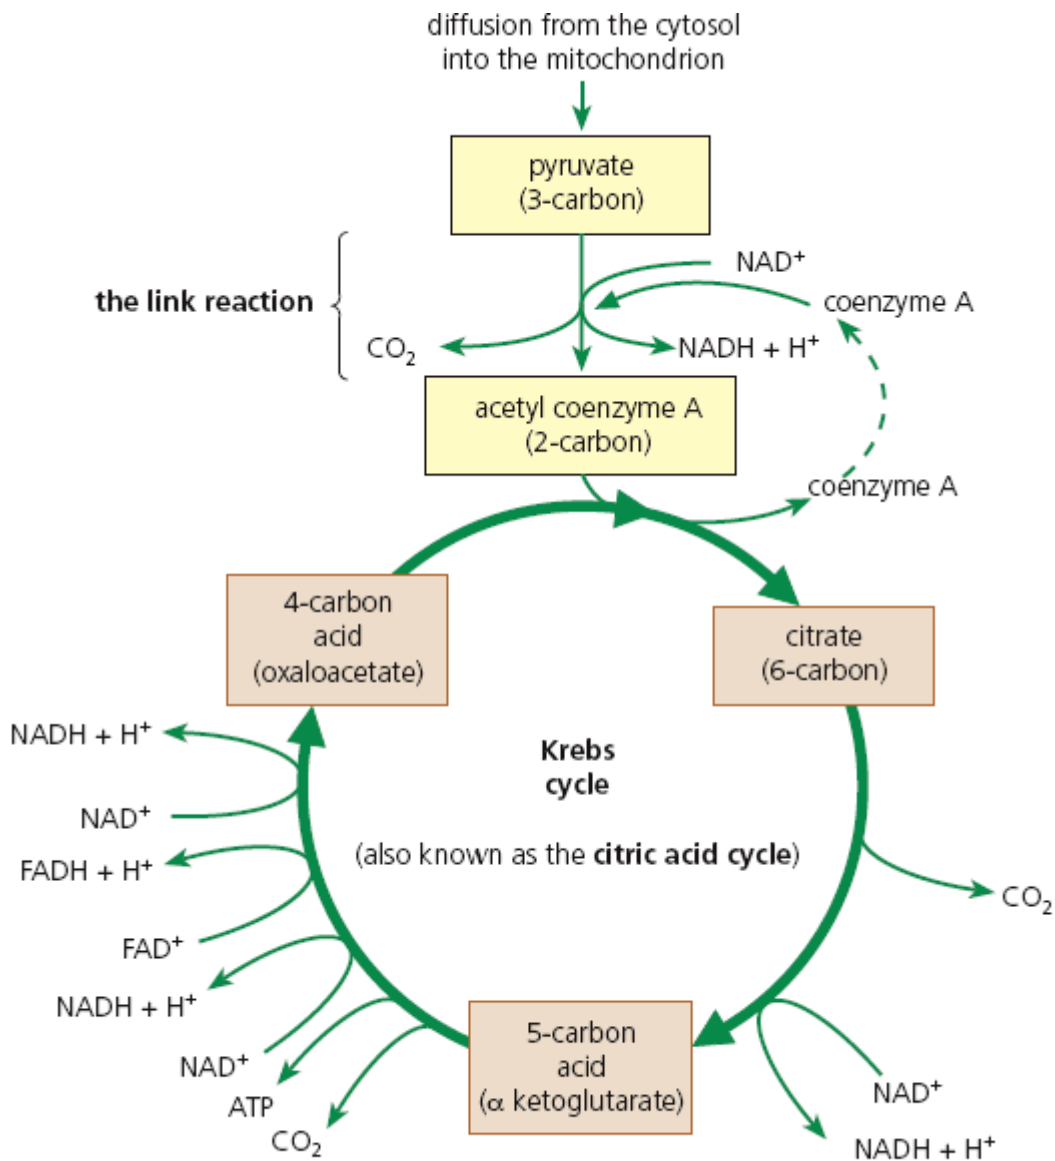 diffusion from the cytosol
into the mitochondrion
pyruvate
(3-carbon)
the link reaction
NAD⁺
coenzyme A
CO₂
NADH + H⁺
acetyl coenzyme A
(2-carbon)
coenzyme A
4-carbon
acid
(oxaloacetate)
citrate
(6-carbon)
NADH + H⁺
NAD⁺
FADH + H⁺
FAD⁺
NADH + H⁺
NAD⁺
ATP
CO₂
Krebs
cycle
(also known as the citric acid cycle)
CO₂
5-carbon
acid
(α ketoglutarate)
NAD⁺
NADH + H⁺